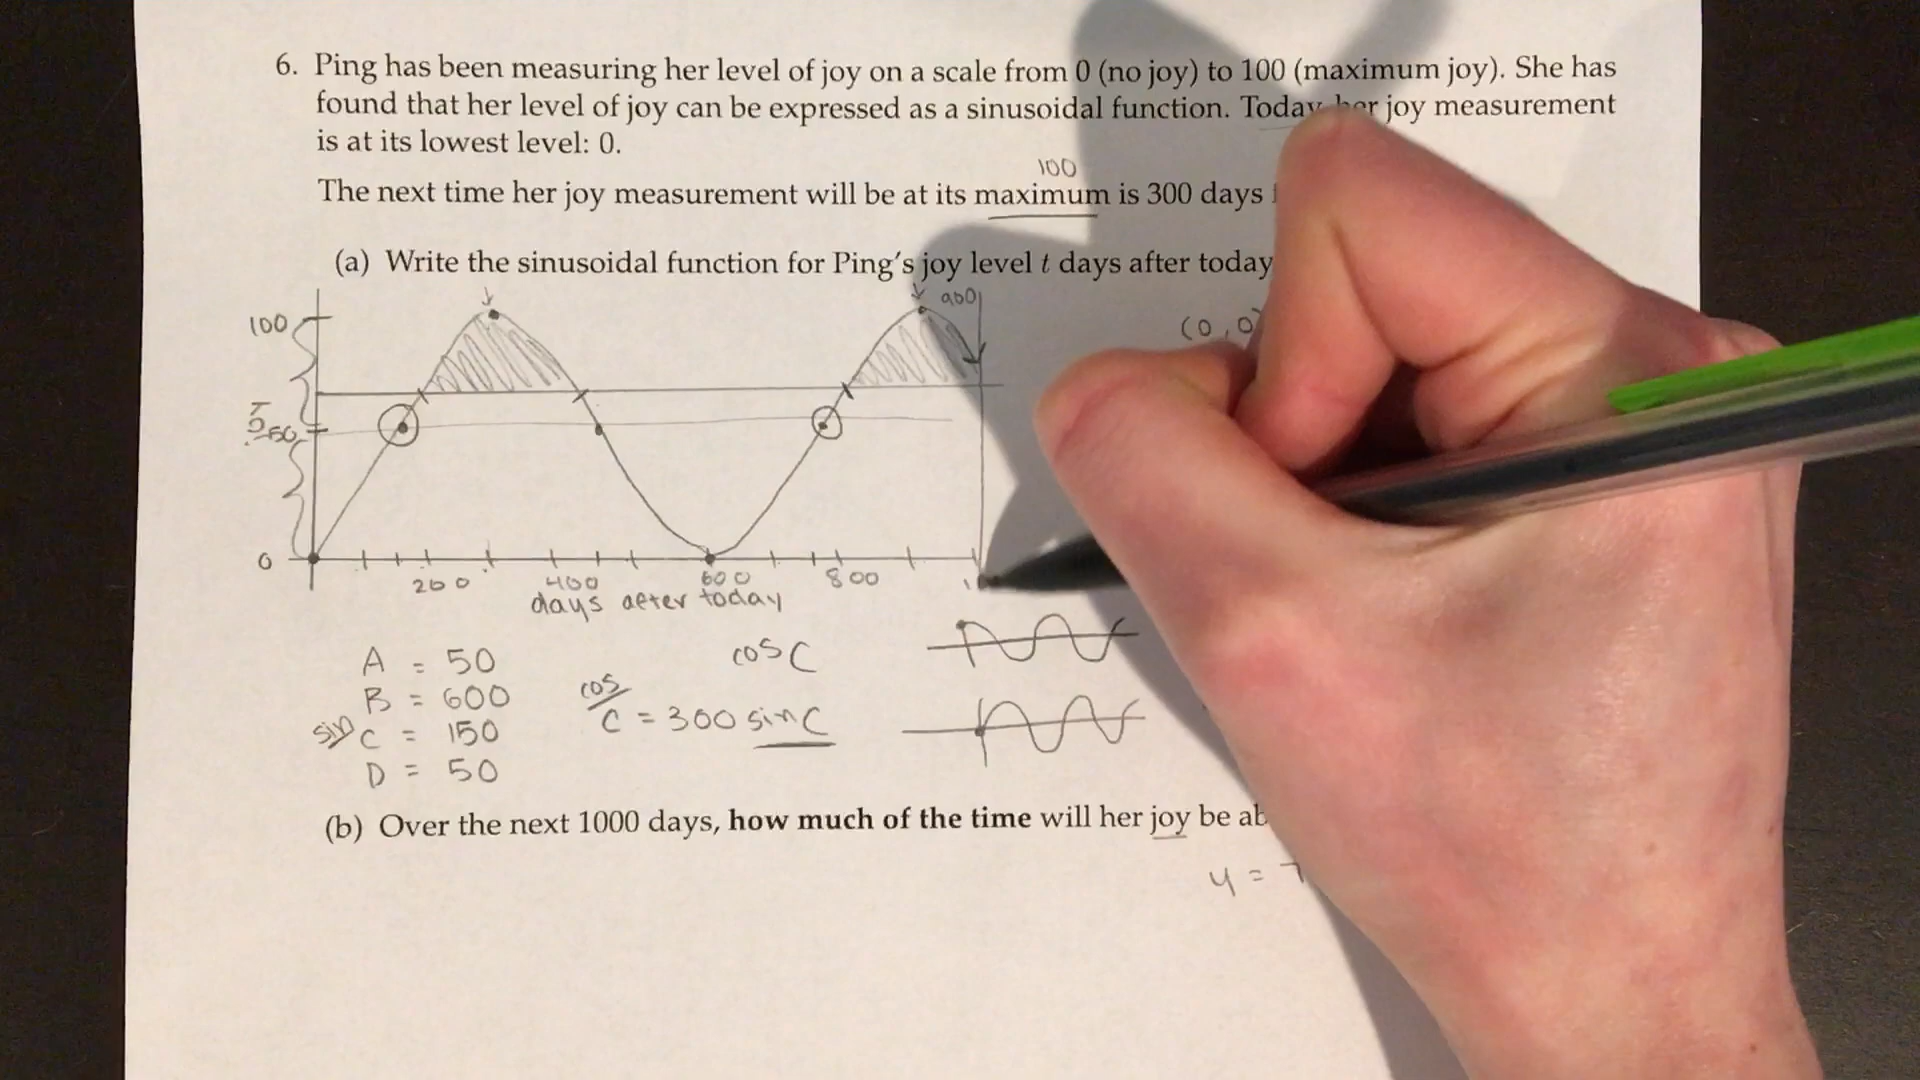 6. Ping has been measuring her level of joy on a scale from 0 (no joy) to 100 (maximum joy). She has
found that her level of joy can be expressed as a sinusoidal function. Today her joy measurement
is at its lowest level: 0.
100
The next time her joy measurement will be at its maximum is 300 days
(a) Write the sinusoidal function for Ping's joy level t days after today
900
100
(0,0)
50
0
200 400 600 800
days after today
A = 50
B = 600
sin C = 150
D = 50
cos C
cos
C = 300 sin C
(b) Over the next 1000 days, how much of the time will her joy be
y =